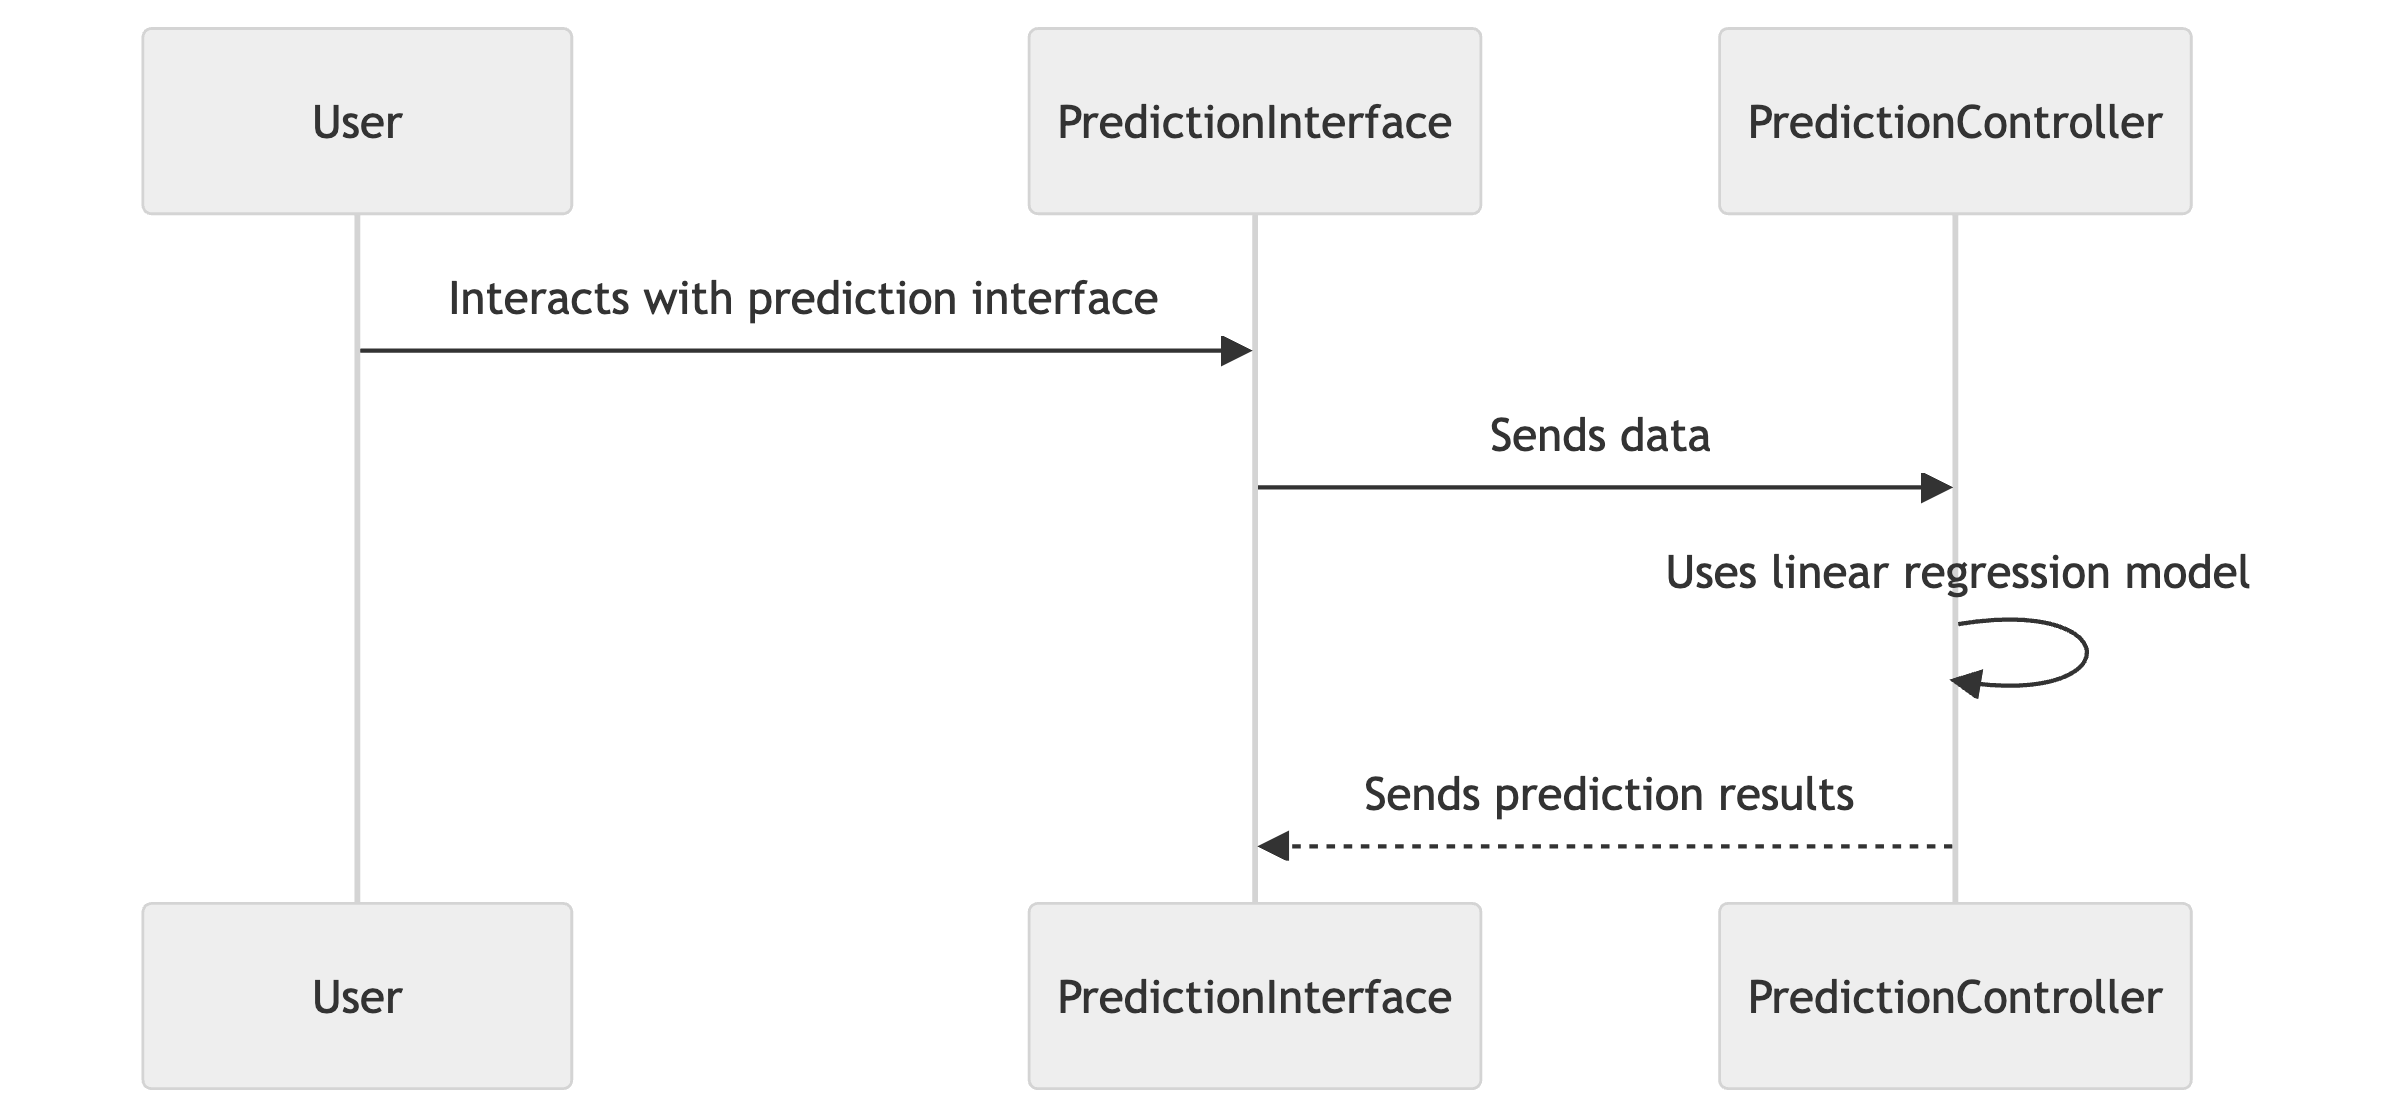 User
PredictionInterface
PredictionController
Interacts with prediction interface
Sends data
Uses linear regression model
Sends prediction results
User
PredictionInterface
PredictionController